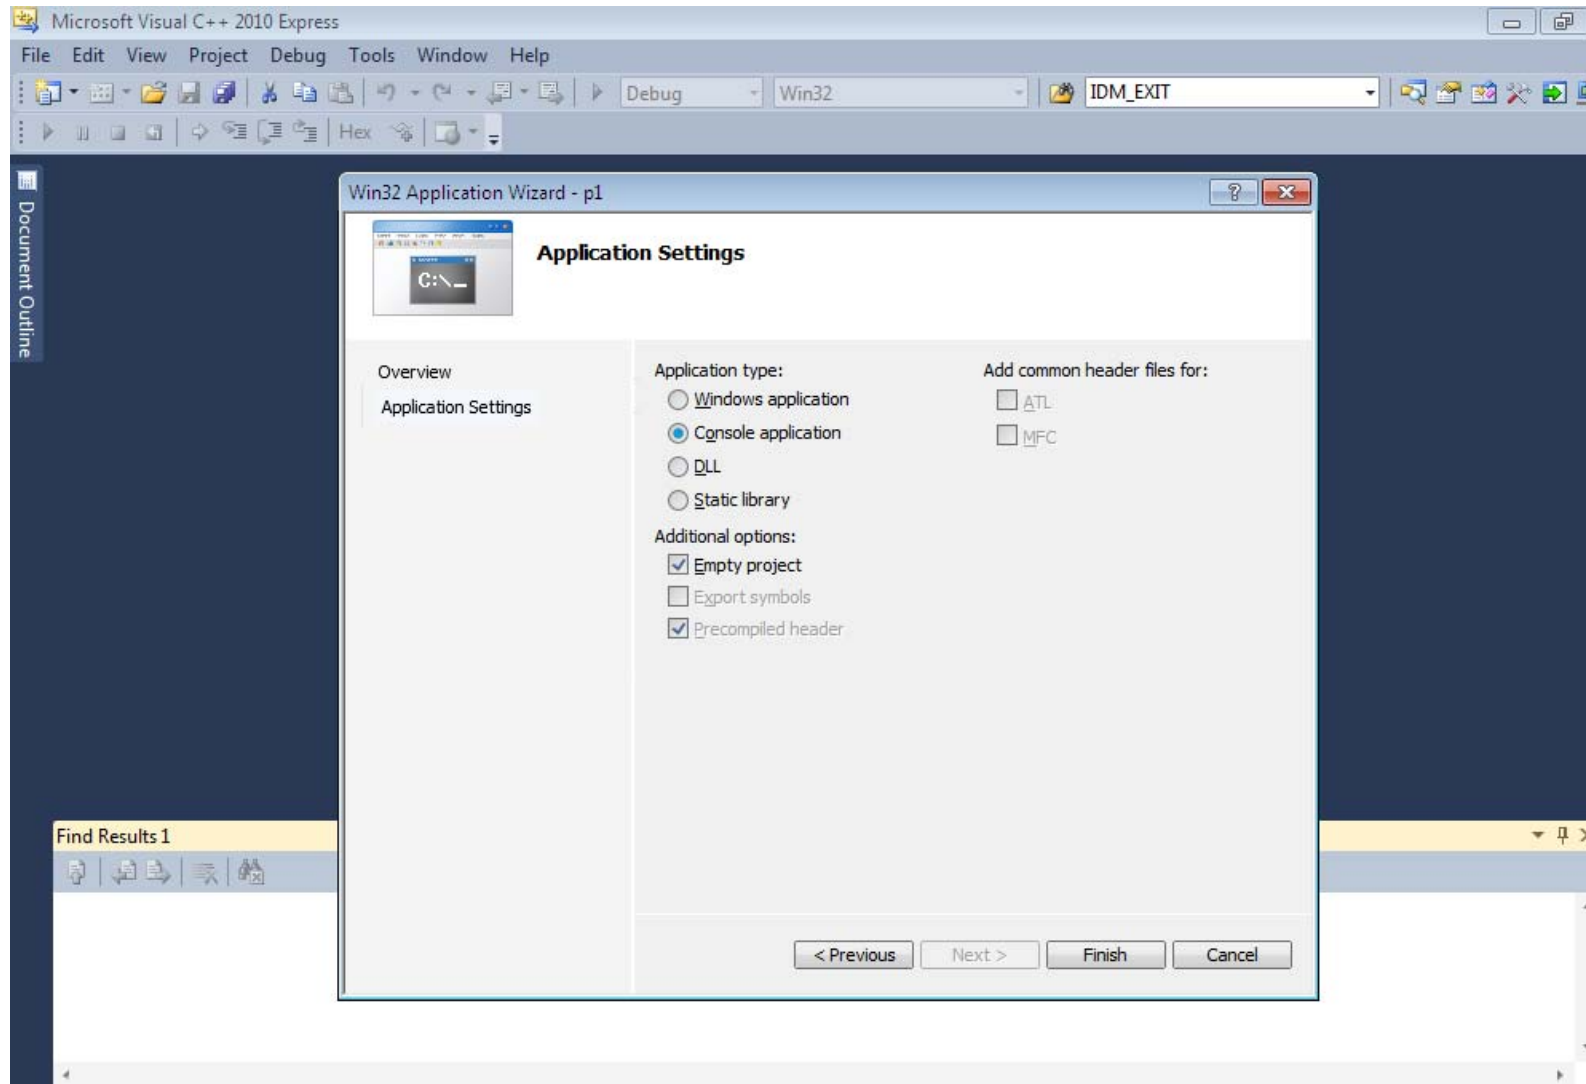 Microsoft Visual C++ 2010 Express
File Edit View Project Debug Tools Window Help
Debug Win32 IDM_EXIT
Hex
Document Outline
Win32 Application Wizard - p1
C:\_
Application Settings
Overview
Application Settings
Application type:
Windows application
Console application
DLL
Static library
Additional options:
Empty project
Export symbols
Precompiled header
Add common header files for:
ATL
MFC
Find Results 1
< Previous Next > Finish Cancel